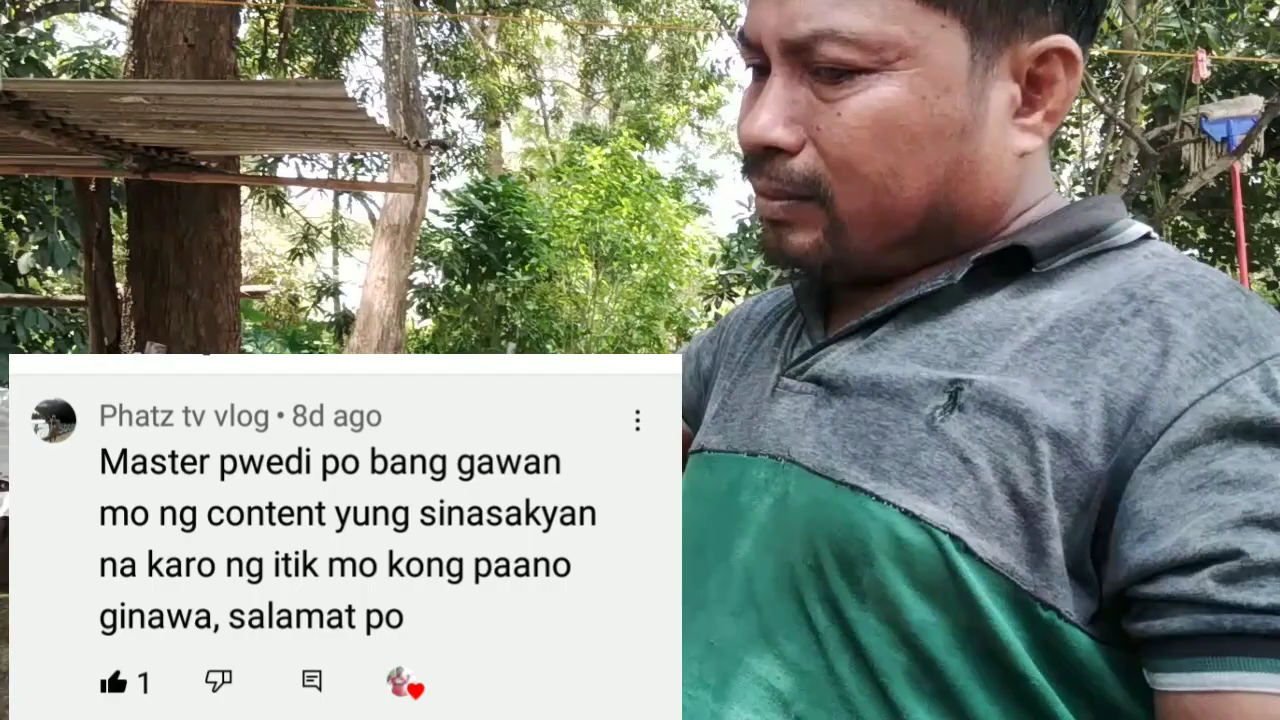 Phatz tv vlog • 8d ago
Master pwedi po bang gawan
mo ng content yung sinasakyan
na karo ng itik mo kong paano
ginawa, salamat po
1